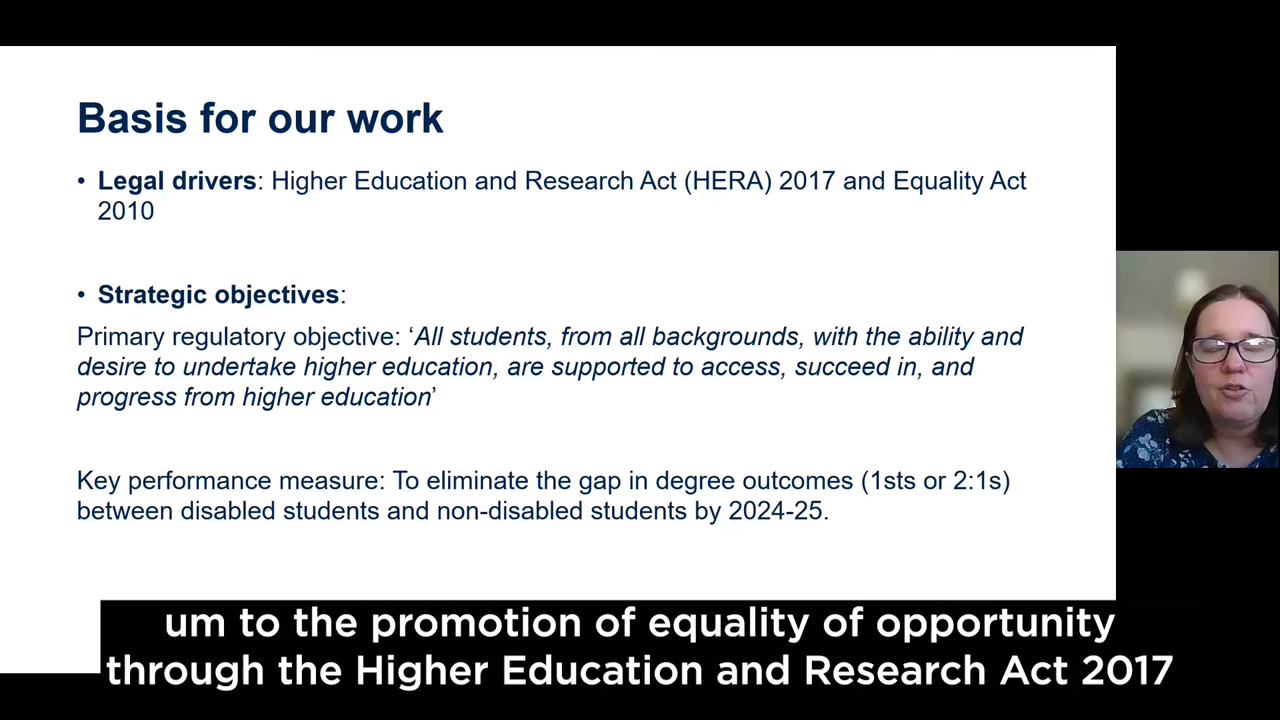 Basis for our work
• Legal drivers: Higher Education and Research Act (HERA) 2017 and Equality Act
2010
• Strategic objectives:
Primary regulatory objective: ‘All students, from all backgrounds, with the ability and
desire to undertake higher education, are supported to access, succeed in, and
progress from higher education’
Key performance measure: To eliminate the gap in degree outcomes (1sts or 2:1s)
between disabled students and non-disabled students by 2024-25.
um to the promotion of equality of opportunity
through the Higher Education and Research Act 2017